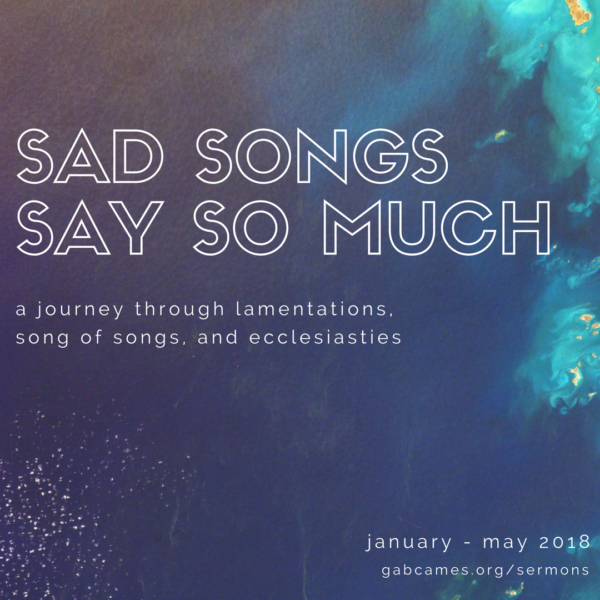 SAD SONGS
SAY SO MUCH
a journey through lamentations,
song of songs, and ecclesiasties
january - may 2018
gabcames.org/sermons